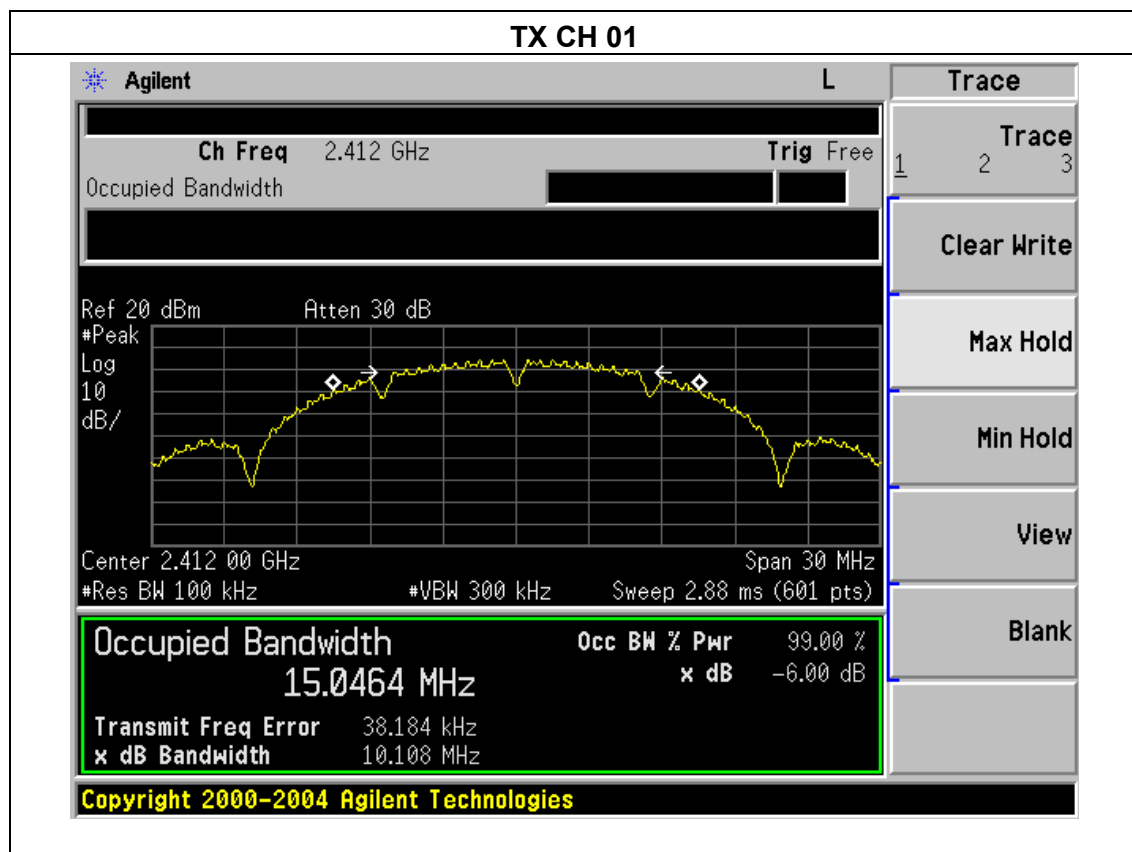 TX CH 01
Agilent L Trace
Ch Freq 2.412 GHz Trig Free
Occupied Bandwidth
Trace
1 2 3
Clear Write
Max Hold
Min Hold
View
Blank
Ref 20 dBm Atten 30 dB
#Peak
Log
10
dB/
Center 2.412 00 GHz Span 30 MHz
#Res BW 100 kHz #VBW 300 kHz Sweep 2.88 ms (601 pts)
Occupied Bandwidth Occ BW % Pwr 99.00 %
15.0464 MHz x dB -6.00 dB
Transmit Freq Error 38.184 kHz
x dB Bandwidth 10.108 MHz
Copyright 2000-2004 Agilent Technologies